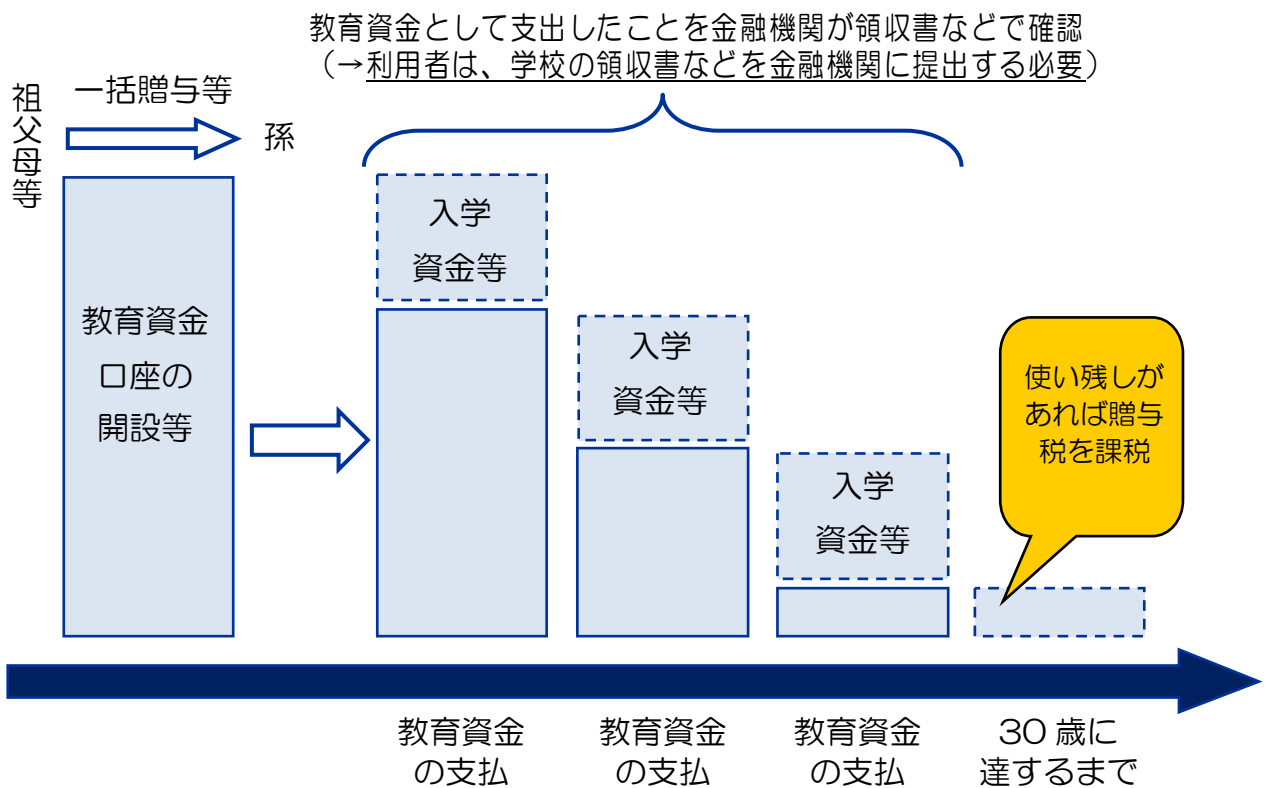 教育資金として支出したことを金融機関が領収書などで確認
（→利用者は、学校の領収書などを金融機関に提出する必要）
祖父母等
一括贈与等
孫
教育資金
口座の
開設等
入学
資金等
入学
資金等
入学
資金等
使い残しが
あれば贈与
税を課税
教育資金
の支払
教育資金
の支払
教育資金
の支払
30 歳に
達するまで